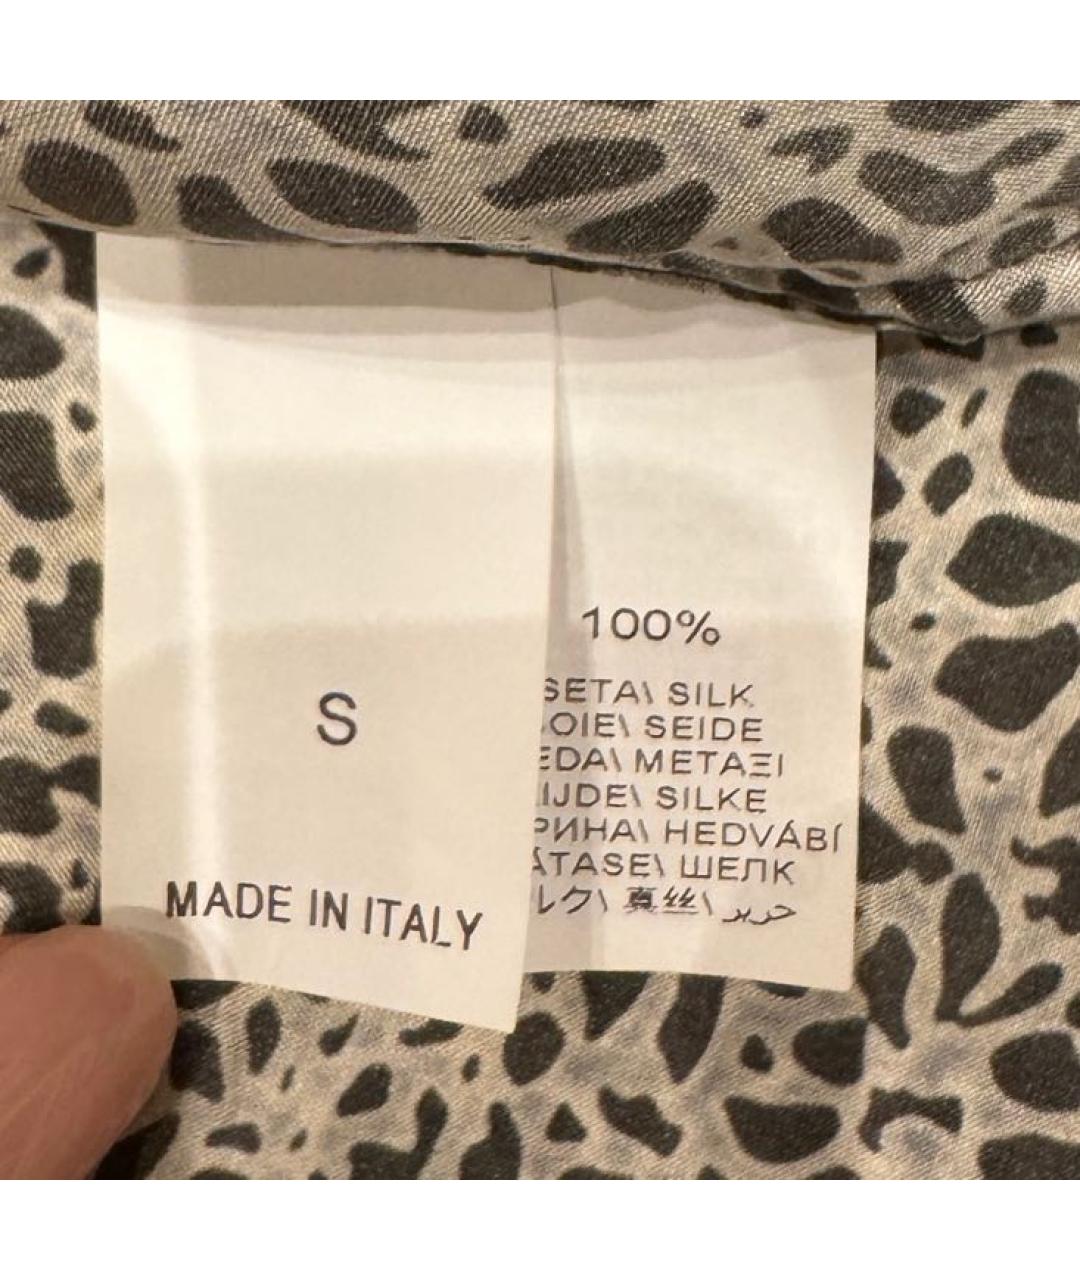 S
MADE IN ITALY
100%
SETA\ SILK
OIE\ SEIDE
EDA\ ΜΕΤΑΞΙ
IJDE\ SILKE
РИНА\ HEDVÁBÍ
ÁTASE\ ШЕЛК
ルク\ 真丝\ حرير